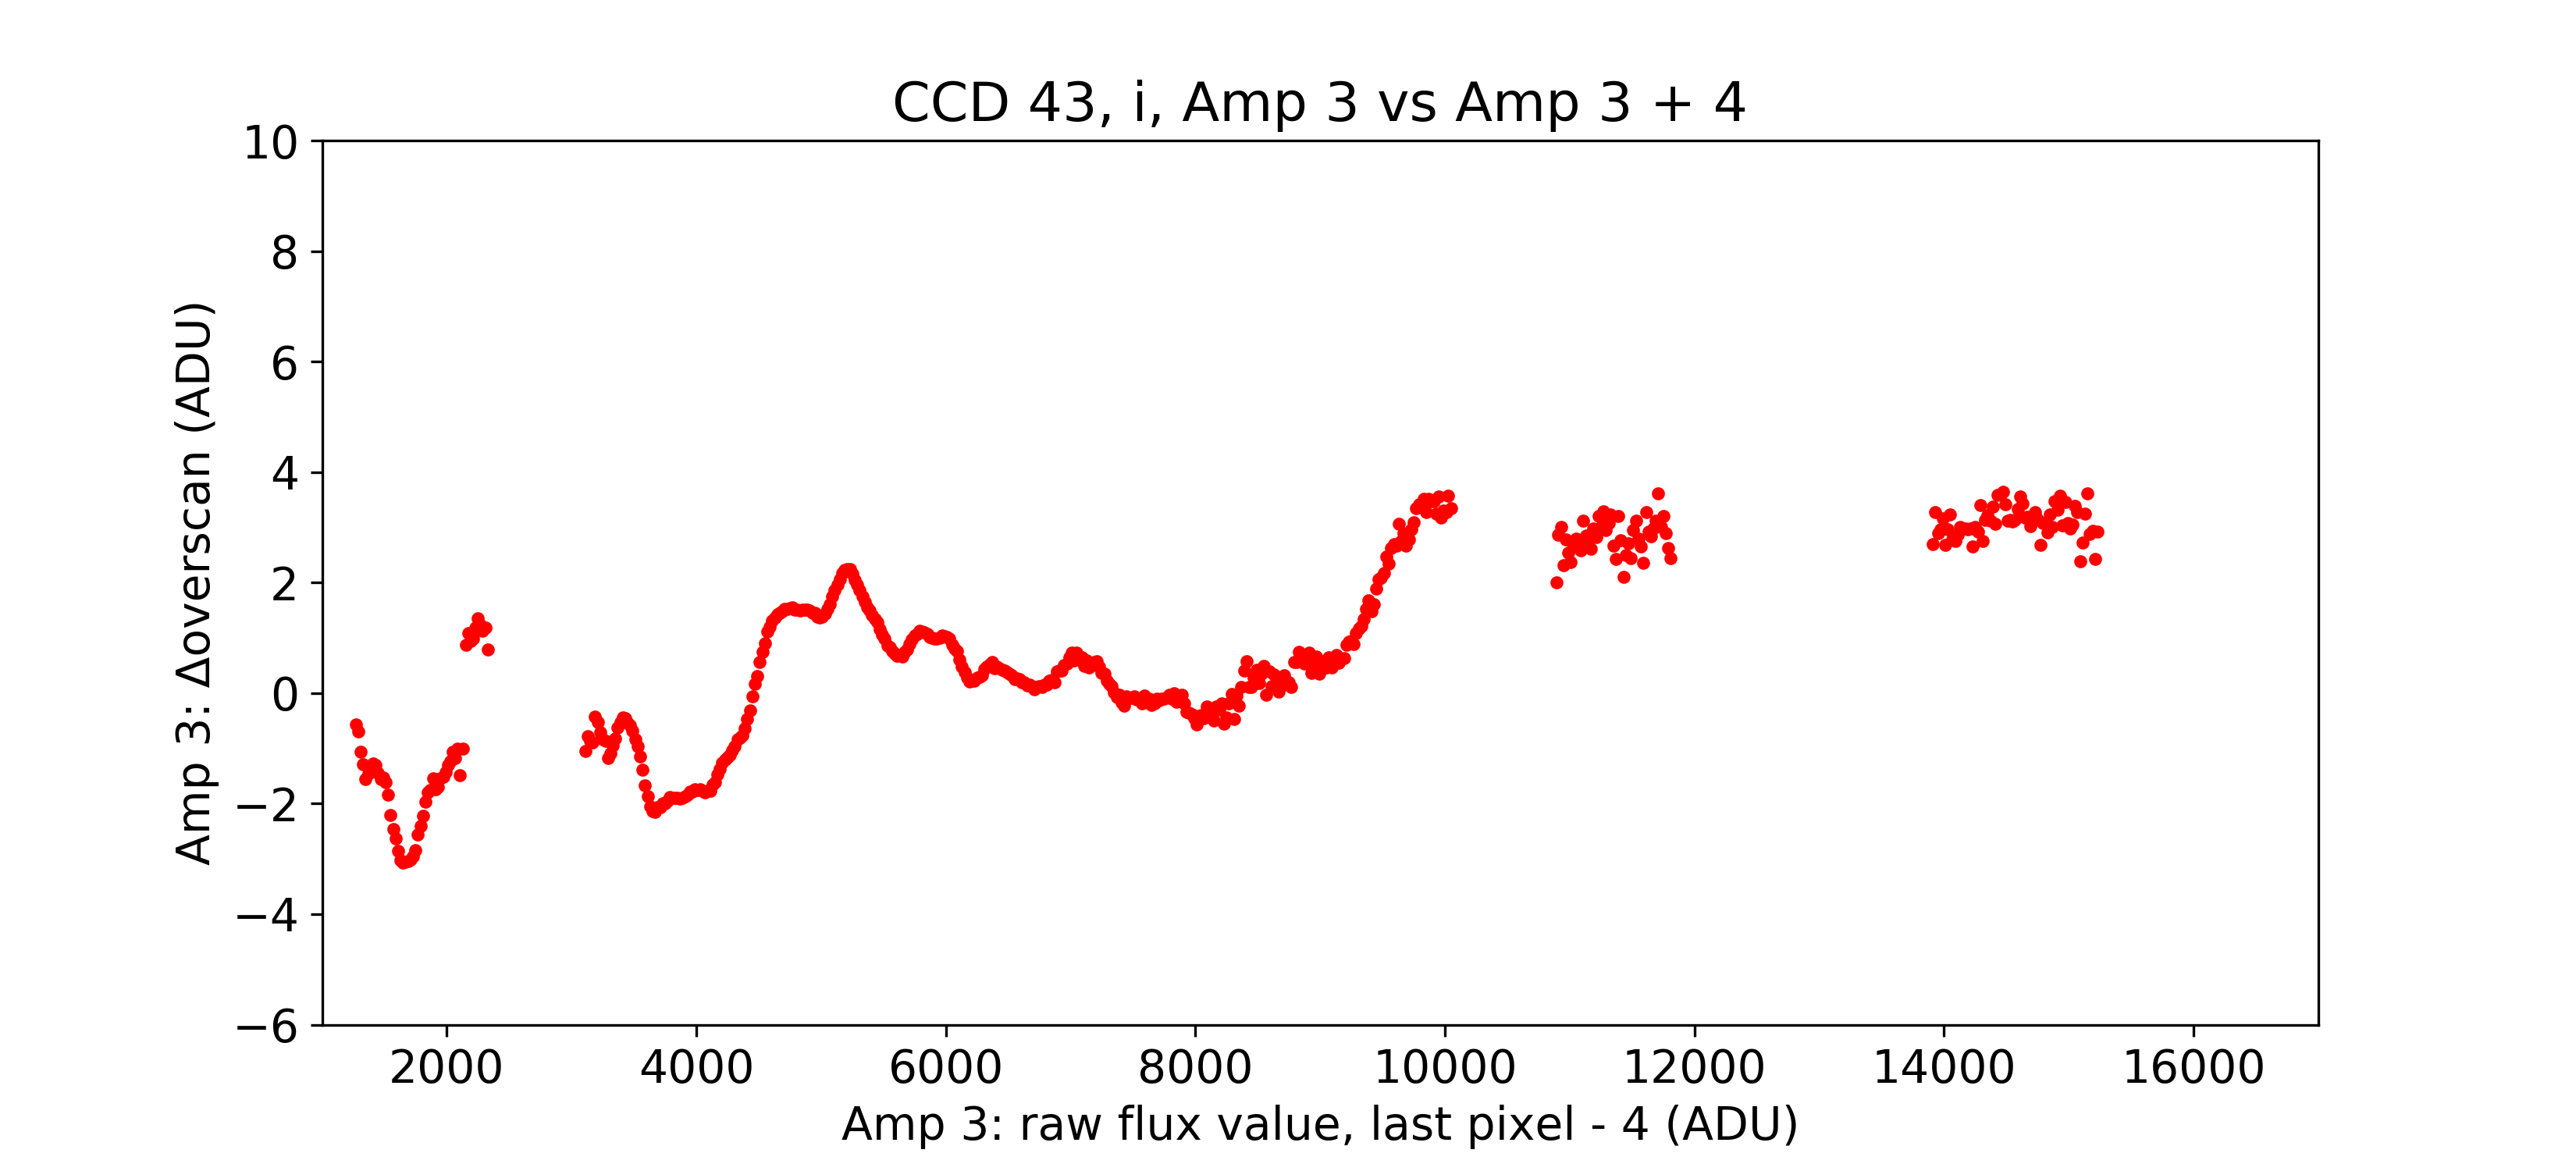 CCD 43, i, Amp 3 vs Amp 3 + 4
10
8
6
4
2
0
−2
−4
−6
Amp 3: Δoverscan (ADU)
2000 4000 6000 8000 10000 12000 14000 16000
Amp 3: raw flux value, last pixel - 4 (ADU)